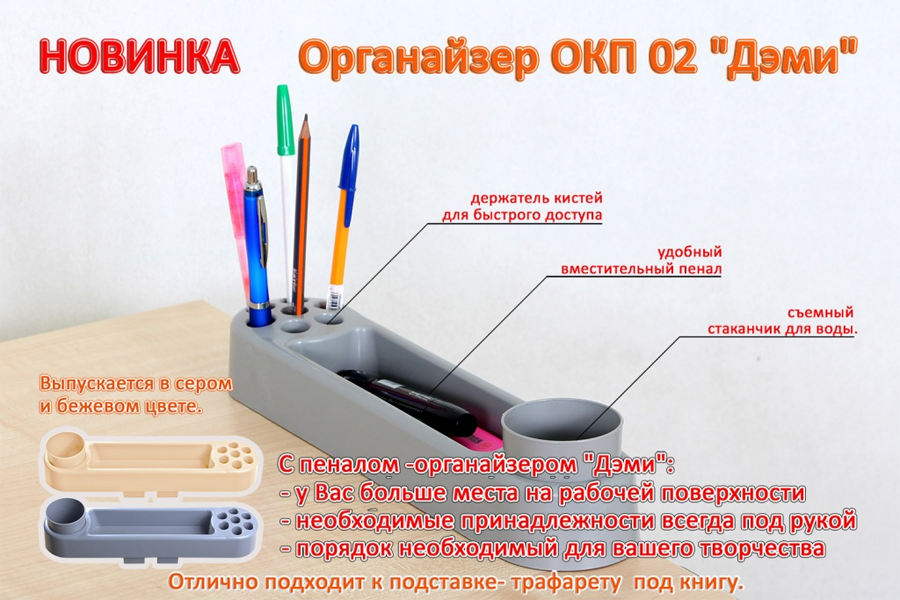 НОВИНКА
Органайзер ОКП 02 "Дэми"
держатель кистей
для быстрого доступа
удобный
вместительный пенал
съемный
стаканчик для воды.
Выпускается в сером
и бежевом цвете.
С пеналом -органайзером "Дэми":
- у Вас больше места на рабочей поверхности
- необходимые принадлежности всегда под рукой
- порядок необходимый для вашего творчества
Отлично подходит к подставке- трафарету под книгу.